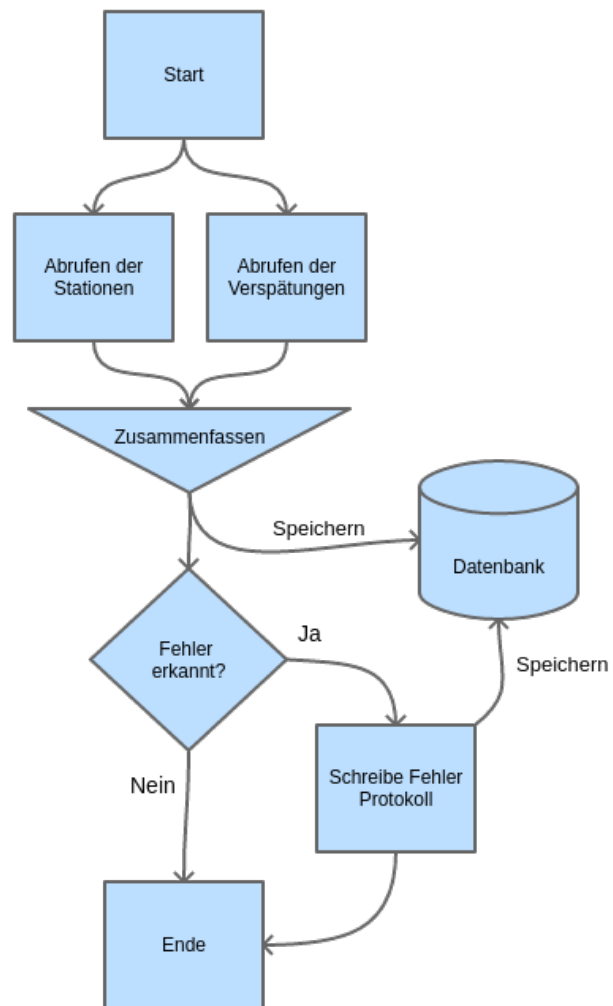 Start
Abrufen der
Stationen
Abrufen der
Verspätungen
Zusammenfassen
Speichern
Datenbank
Fehler
erkannt?
Ja
Speichern
Nein
Schreibe Fehler
Protokoll
Ende